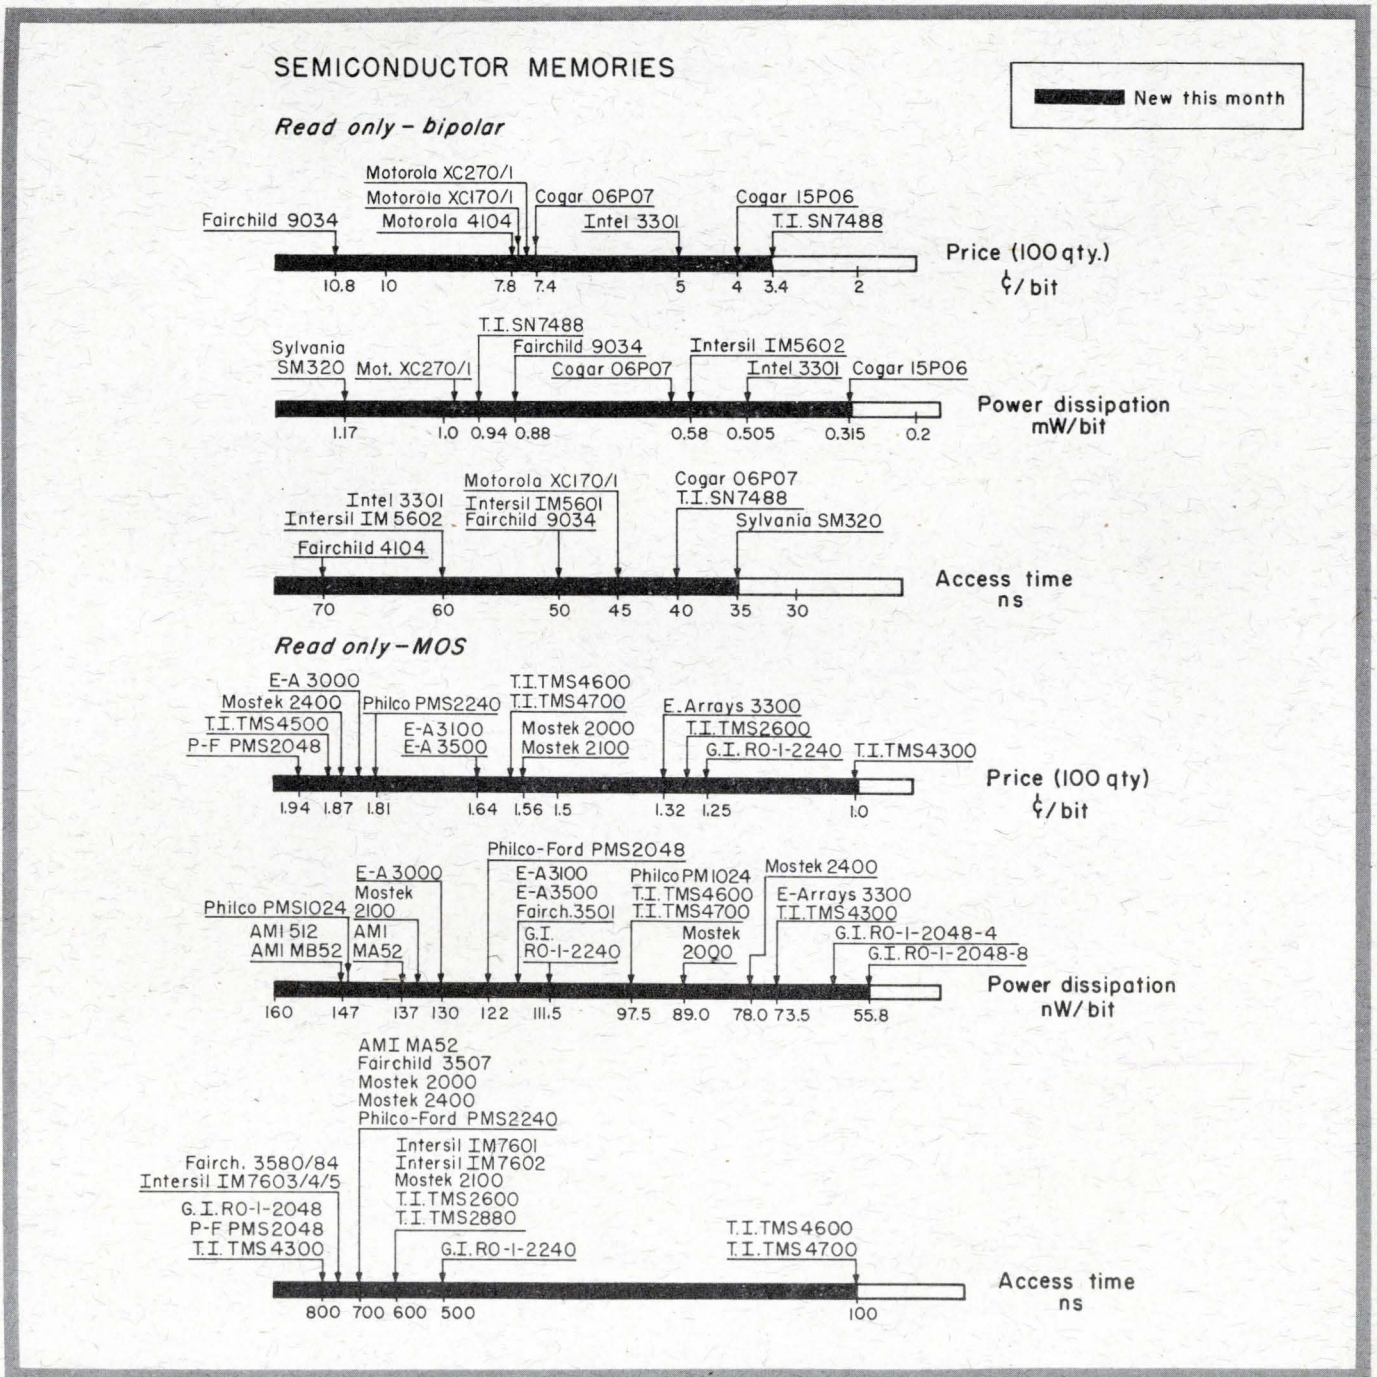 SEMICONDUCTOR MEMORIES
New this month
Read only - bipolar
Motorola XC270/1
Motorola XC170/1
Cogar 06P07
Cogar 15P06
Fairchild 9034
Motorola 4104
Intel 3301
T.I. SN7488
Price (100 qty.)
¢/bit
10.8 10 7.8 7.4 5 4 3.4 2
T.I. SN7488
Sylvania
SM320
Mot. XC270/1
Fairchild 9034
Cogar 06P07
Intersil IM5602
Intel 3301
Cogar 15P06
Power dissipation
mW/bit
1.17 1.0 0.94 0.88 0.58 0.505 0.315 0.2
Intel 3301
Intersil IM 5602
Fairchild 4104
Motorola XC170/1
Intersil IM5601
Fairchild 9034
Cogar 06P07
T.I. SN7488
Sylvania SM320
Access time
ns
70 60 50 45 40 35 30
Read only - MOS
E-A 3000
Mostek 2400
T.I. TMS4500
P-F PMS2048
Philco PMS2240
E-A 3100
E-A 3500
T.I. TMS4600
T.I. TMS4700
Mostek 2000
Mostek 2100
E. Arrays 3300
T.I. TMS2600
G.I. RO-1-2240
T.I. TMS4300
Price (100 qty)
¢/bit
1.94 1.87 1.81 1.64 1.56 1.5 1.32 1.25 1.0
Philco-Ford PMS2048
E-A 3000
Mostek
2100
Philco PMS1024
AMI 512
AMI MB52
AMI
MA52
E-A 3100
E-A 3500
Fairch. 3501
G.I.
RO-1-2240
Philco PM 1024
T.I. TMS4600
T.I. TMS4700
Mostek
2000
Mostek 2400
E-Arrays 3300
T.I. TMS4300
G.I. RO-1-2048-4
G.I. RO-1-2048-8
Power dissipation
nW/bit
160 147 137 130 122 111.5 97.5 89.0 78.0 73.5 55.8
AMI MA52
Fairchild 3507
Mostek 2000
Mostek 2400
Philco-Ford PMS2240
Intersil IM7601
Intersil IM7602
Mostek 2100
T.I. TMS2600
T.I. TMS2880
Fairch. 3580/84
Intersil IM7603/4/5
G.I. RO-1-2048
P-F PMS2048
T.I. TMS4300
G.I. RO-1-2240
T.I. TMS4600
T.I. TMS4700
Access time
ns
800 700 600 500 100